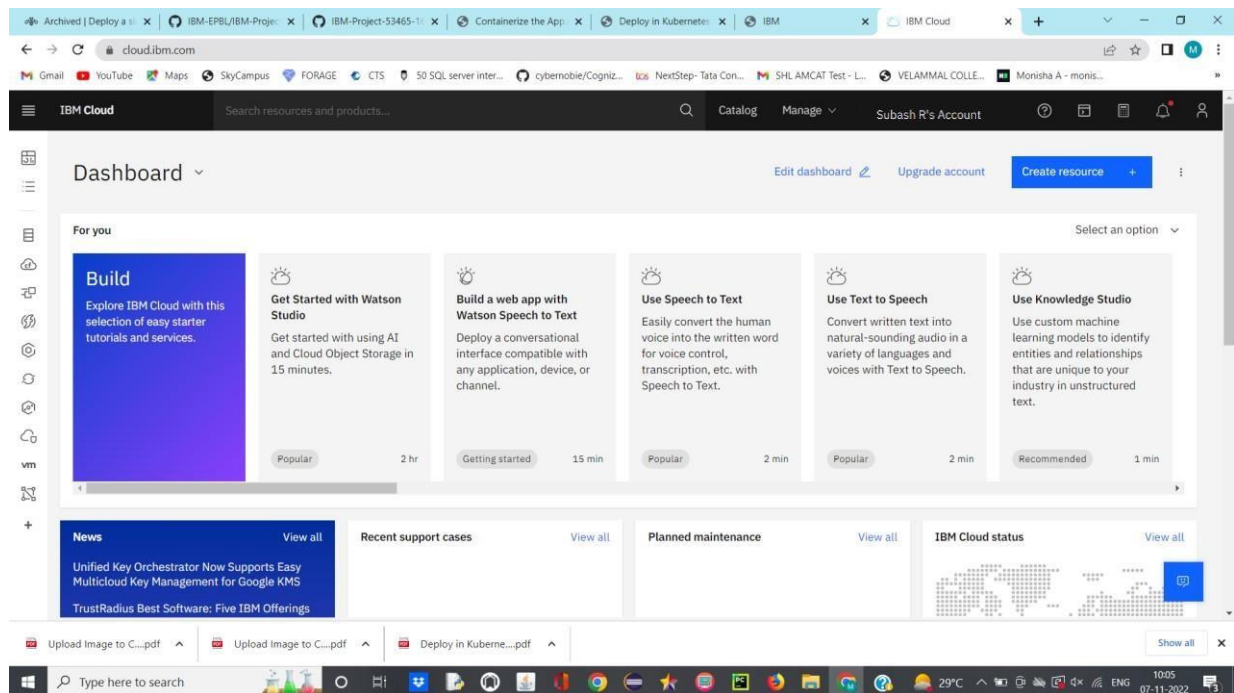 Archived | Deploy a si
IBM-EPBL/IBM-Projec
IBM-Project-53465-16
Containerize the App
Deploy in Kubernetes
IBM
IBM Cloud
cloud.ibm.com
M
Gmail
YouTube
Maps
SkyCampus
FORAGE
CTS
50 SQL server inter...
cybernobie/Cogniz...
NextStep- Tata Con...
SHL AMCAT Test - L...
VELAMMAL COLLE...
Monisha A - monis...
»
IBM Cloud
Search resources and products...
Catalog
Manage
Subash R's Account
Dashboard
Edit dashboard
Upgrade account
Create resource +
For you
Select an option
Build
Explore IBM Cloud with this
selection of easy starter
tutorials and services.
Get Started with Watson
Studio
Get started with using AI
and Cloud Object Storage in
15 minutes.
Popular
2 hr
Build a web app with
Watson Speech to Text
Deploy a conversational
interface compatible with
any application, device, or
channel.
Getting started
15 min
Use Speech to Text
Easily convert the human
voice into the written word
for voice control,
transcription, etc. with
Speech to Text.
Popular
2 min
Use Text to Speech
Convert written text into
natural-sounding audio in a
variety of languages and
voices with Text to Speech.
Popular
2 min
Use Knowledge Studio
Use custom machine
learning models to identify
entities and relationships
that are unique to your
industry in unstructured
text.
Recommended
1 min
vm
News
View all
Unified Key Orchestrator Now Supports Easy
Multicloud Key Management for Google KMS
TrustRadius Best Software: Five IBM Offerings
Recent support cases
View all
Planned maintenance
View all
IBM Cloud status
View all
Upload Image to C....pdf
Upload Image to C....pdf
Deploy in Kuberne....pdf
Show all
Type here to search
29°C
ENG
10:05
07-11-2022